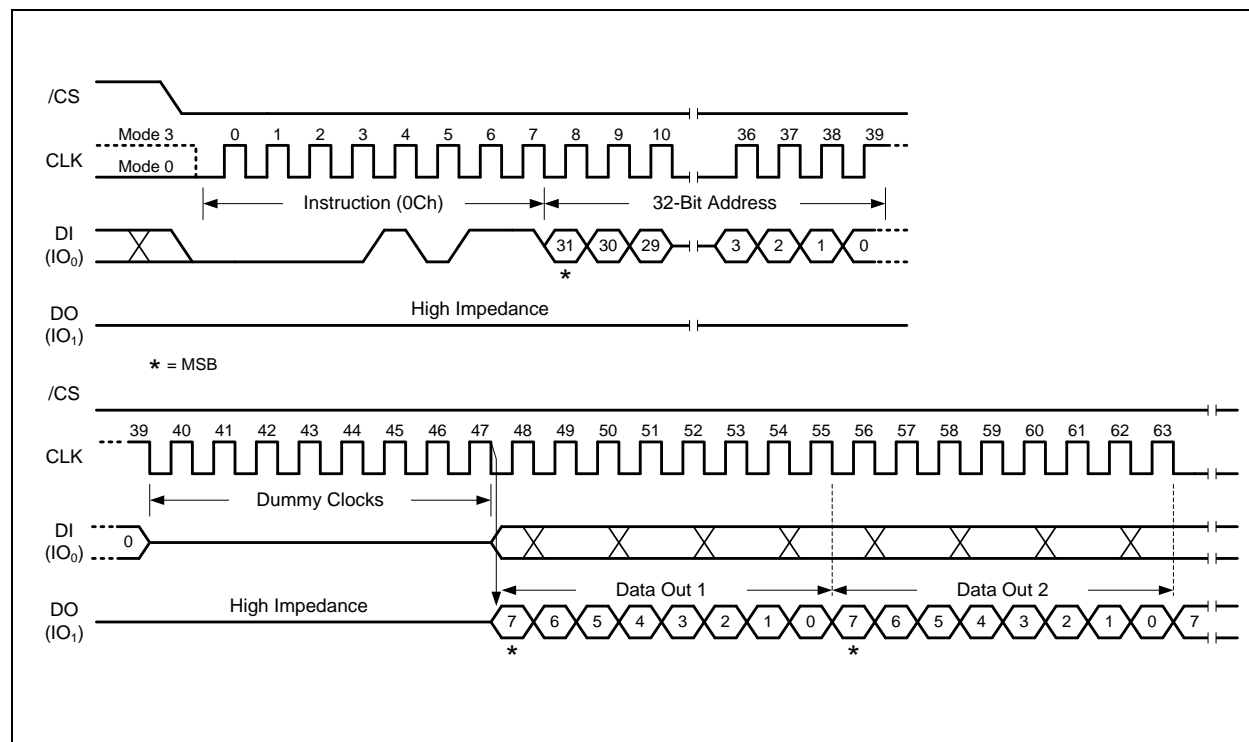 /CS
Mode 3
0 1 2 3 4 5 6 7 8 9 10 36 37 38 39
CLK
Mode 0
Instruction (0Ch) 32-Bit Address
DI
(IO₀)
31 30 29 3 2 1 0
*
High Impedance
DO
(IO₁)
* = MSB
/CS
39 40 41 42 43 44 45 46 47 48 49 50 51 52 53 54 55 56 57 58 59 60 61 62 63
CLK
Dummy Clocks
DI
(IO₀)
0
Data Out 1 Data Out 2
High Impedance
DO
(IO₁)
7 6 5 4 3 2 1 0 7 6 5 4 3 2 1 0 7
* *